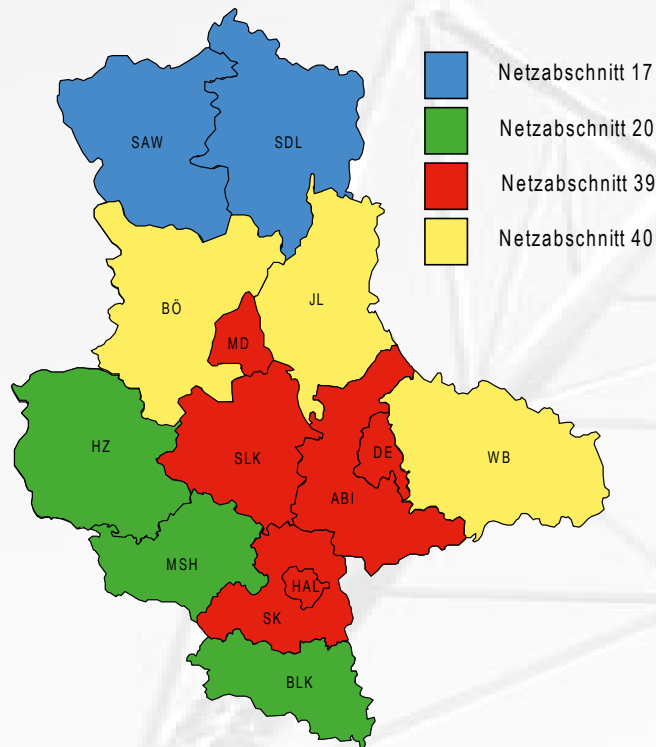 Netzabschnitt 17
Netzabschnitt 20
Netzabschnitt 39
Netzabschnitt 40
SAW
SDL
BÖ
JL
MD
HZ
SLK
DE
WB
ABI
MSH
HAL
SK
BLK